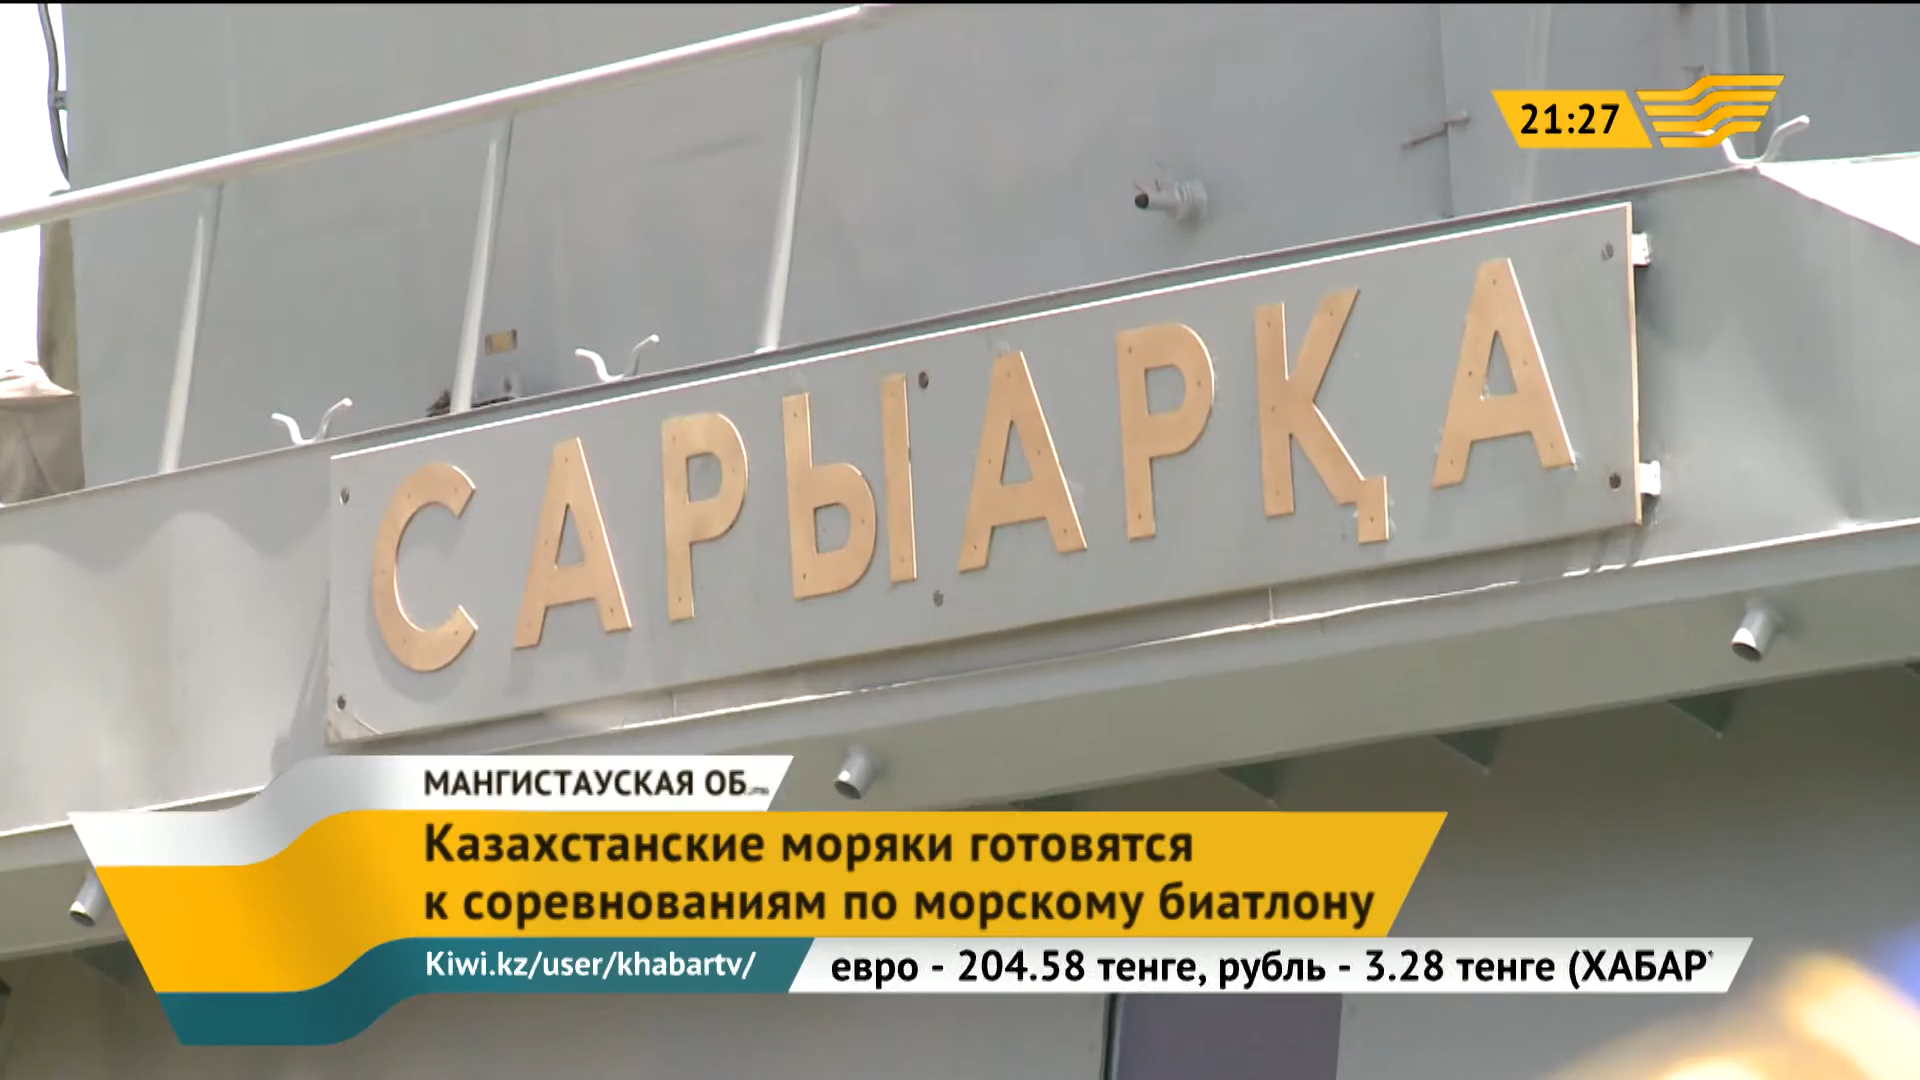 21:27
САРЫАРҚА
МАНГИСТАУСКАЯ ОБ
Казахстанские моряки готовятся
к соревнованиям по морскому биатлону
Kiwi.kz/user/khabartv/
евро - 204.58 тенге, рубль - 3.28 тенге (ХАБАР